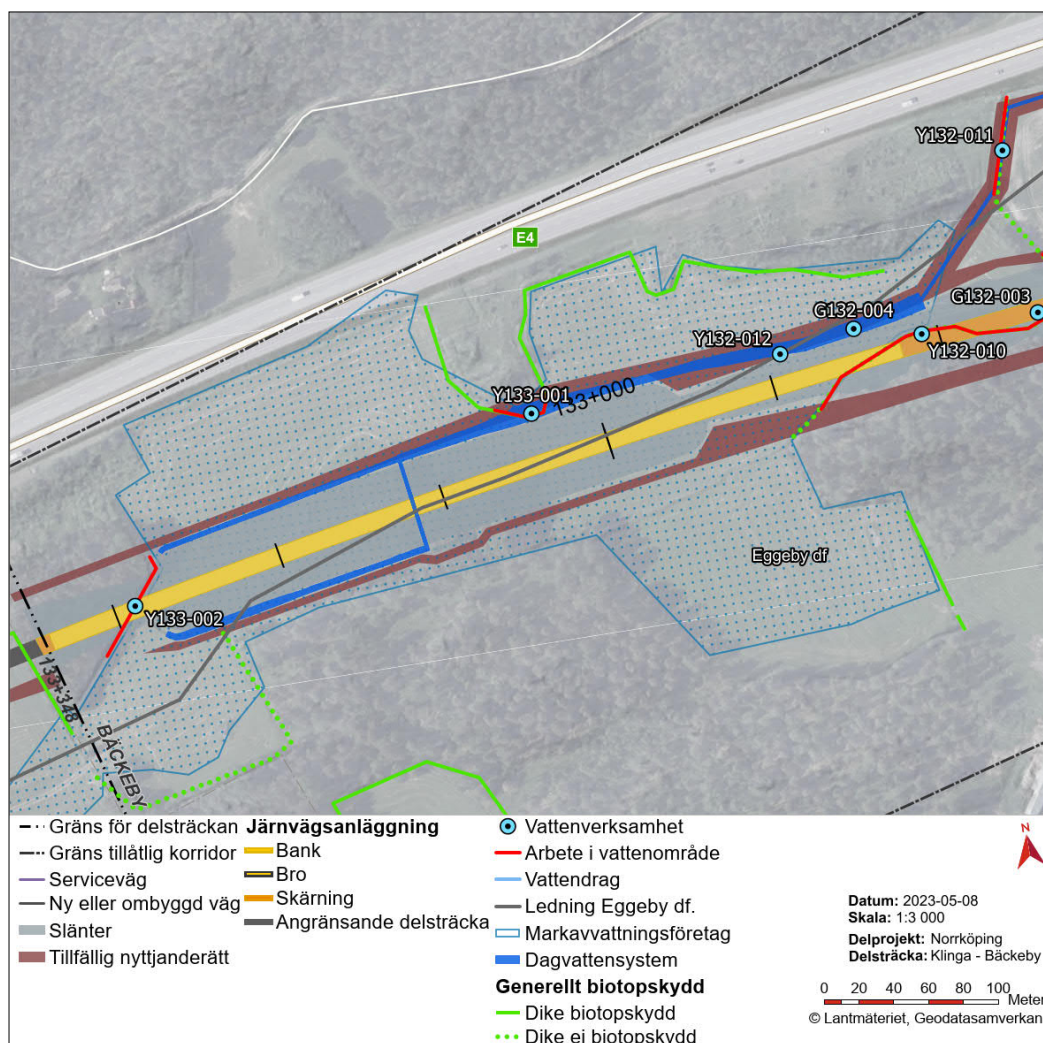 Y132-011
E4
G132-003
G132-004
Y132-010
Y132-012
Y133-001
133+000
Eggeby df
Y133-002
133+348
BÄCKEBY
Gräns för delsträckan
Gräns tillåtlig korridor
Serviceväg
Ny eller ombyggd väg
Slänter
Tillfällig nyttjanderätt
Järnvägsanläggning
Bank
Bro
Skärning
Angränsande delsträcka
Vattenverksamhet
Arbete i vattenområde
Vattendrag
Ledning Eggeby df.
Markavvattningsföretag
Dagvattensystem
Generellt biotopskydd
Dike biotopskydd
Dike ej biotopskydd
N
Datum: 2023-05-08
Skala: 1:3 000
Delprojekt: Norrköping
Delsträcka: Klinga - Bäckeby
0 20 40 60 80 100
Meter
© Lantmäteriet, Geodatasamverkan